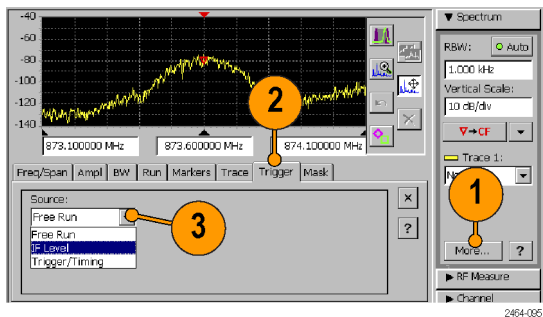 -40
-60
-80
-100
-120
-140
873.100000 MHz
873.600000 MHz
874.100000 MHz
2
Freq/Span
Ampl
BW
Run
Markers
Trace
Trigger
Mask
Source:
Free Run
Free Run
IF Level
Trigger/Timing
3
×
?
▼ Spectrum
RBW:
Auto
1.000 kHz
Vertical Scale:
10 dB/div
▽→CF
Trace 1:
1
More...
?
▶ RF Measure
▶ Channel
2464-095